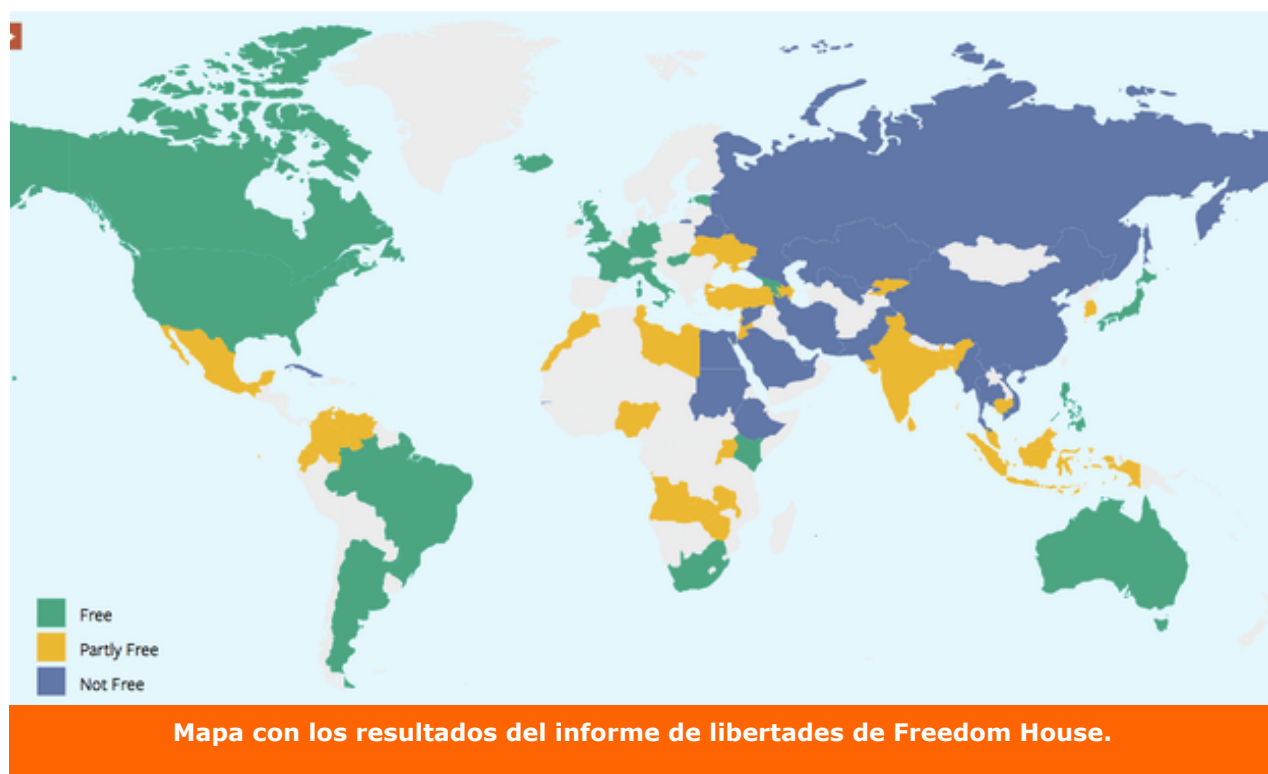 Free
Partly Free
Not Free
Mapa con los resultados del informe de libertades de Freedom House.